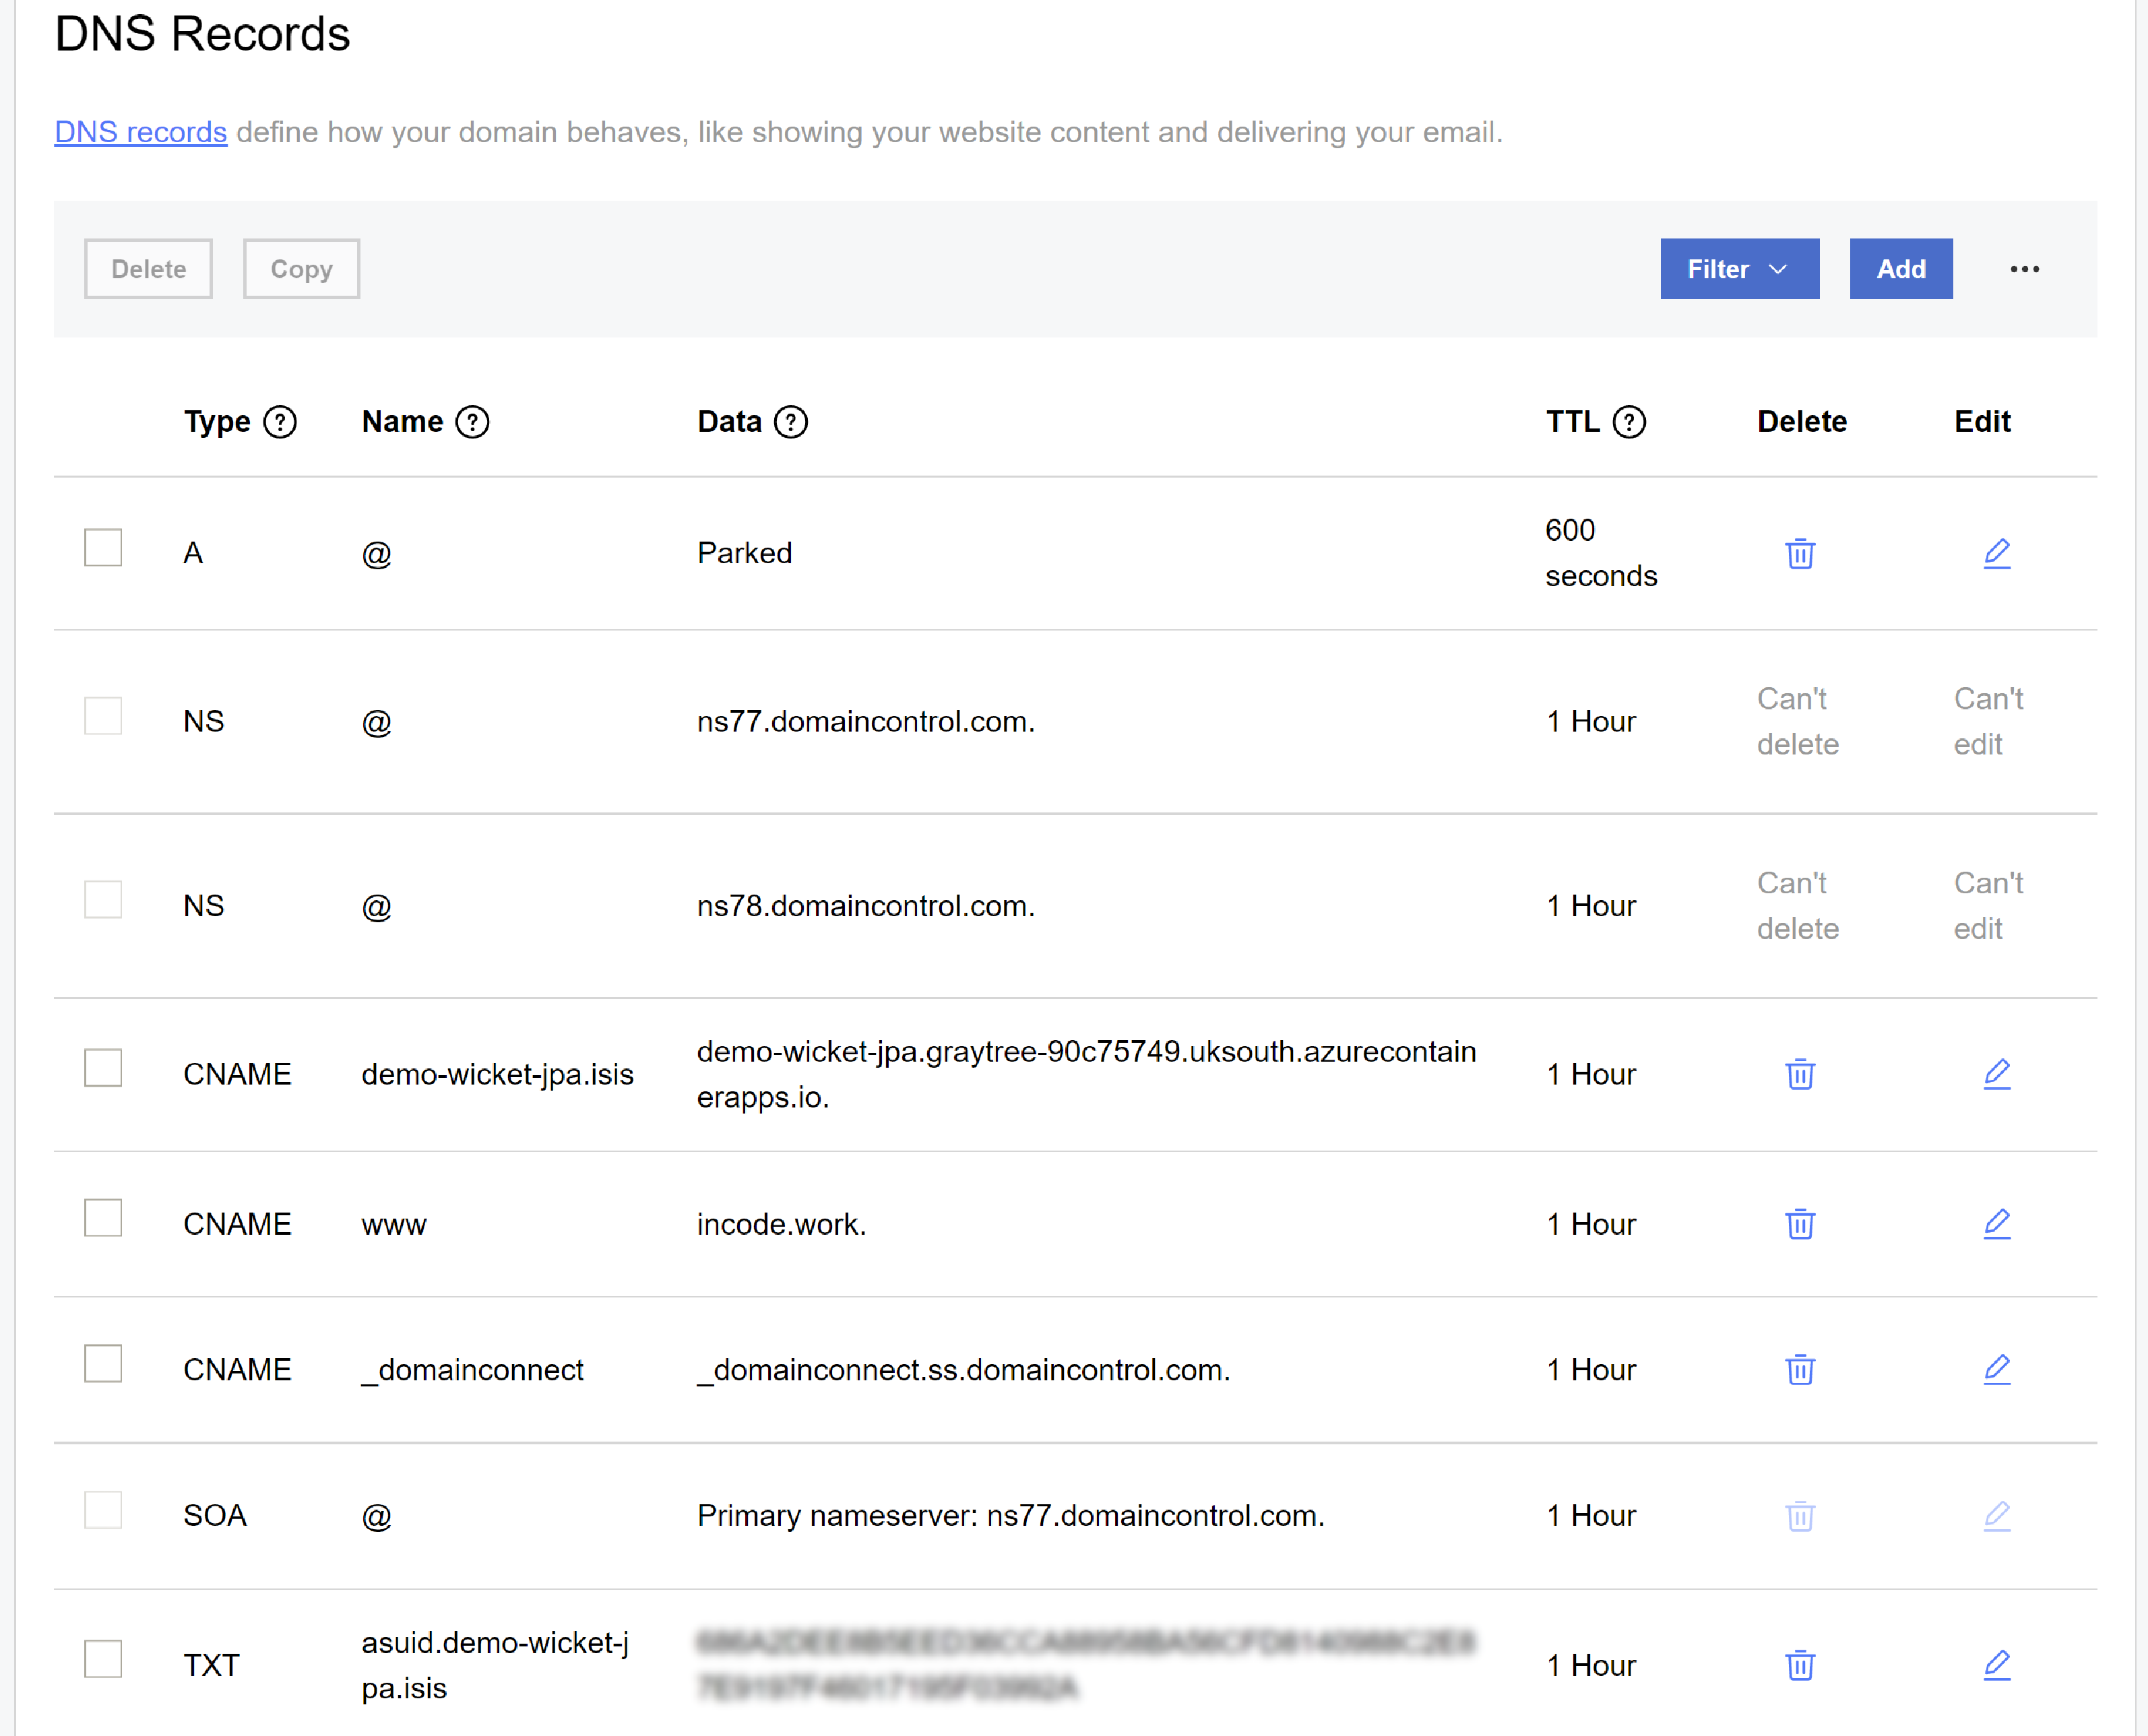 DNS Records
DNS records define how your domain behaves, like showing your website content and delivering your email.
Delete Copy Filter Add
Type ? Name ? Data ? TTL ? Delete Edit
A @ Parked 600 seconds
NS @ ns77.domaincontrol.com. 1 Hour Can't delete Can't edit
NS @ ns78.domaincontrol.com. 1 Hour Can't delete Can't edit
CNAME demo-wicket-jpa.isis demo-wicket-jpa.graytree-90c75749.uksouth.azurecontain
erapps.io. 1 Hour
CNAME www incode.work. 1 Hour
CNAME _domainconnect _domainconnect.ss.domaincontrol.com. 1 Hour
SOA @ Primary nameserver: ns77.domaincontrol.com. 1 Hour
TXT asuid.demo-wicket-j
pa.isis 1 Hour